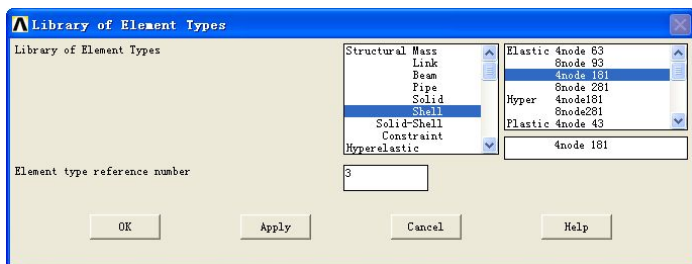 Library of Element Types
Library of Element Types
Structural Mass
Link
Beam
Pipe
Solid
Shell
Solid-Shell
Constraint
Hyperelastic
Elastic 4node 63
8node 93
4node 181
8node 281
Hyper 4node181
8node281
Plastic 4node 43
4node 181
Element type reference number
3
OK Apply Cancel Help